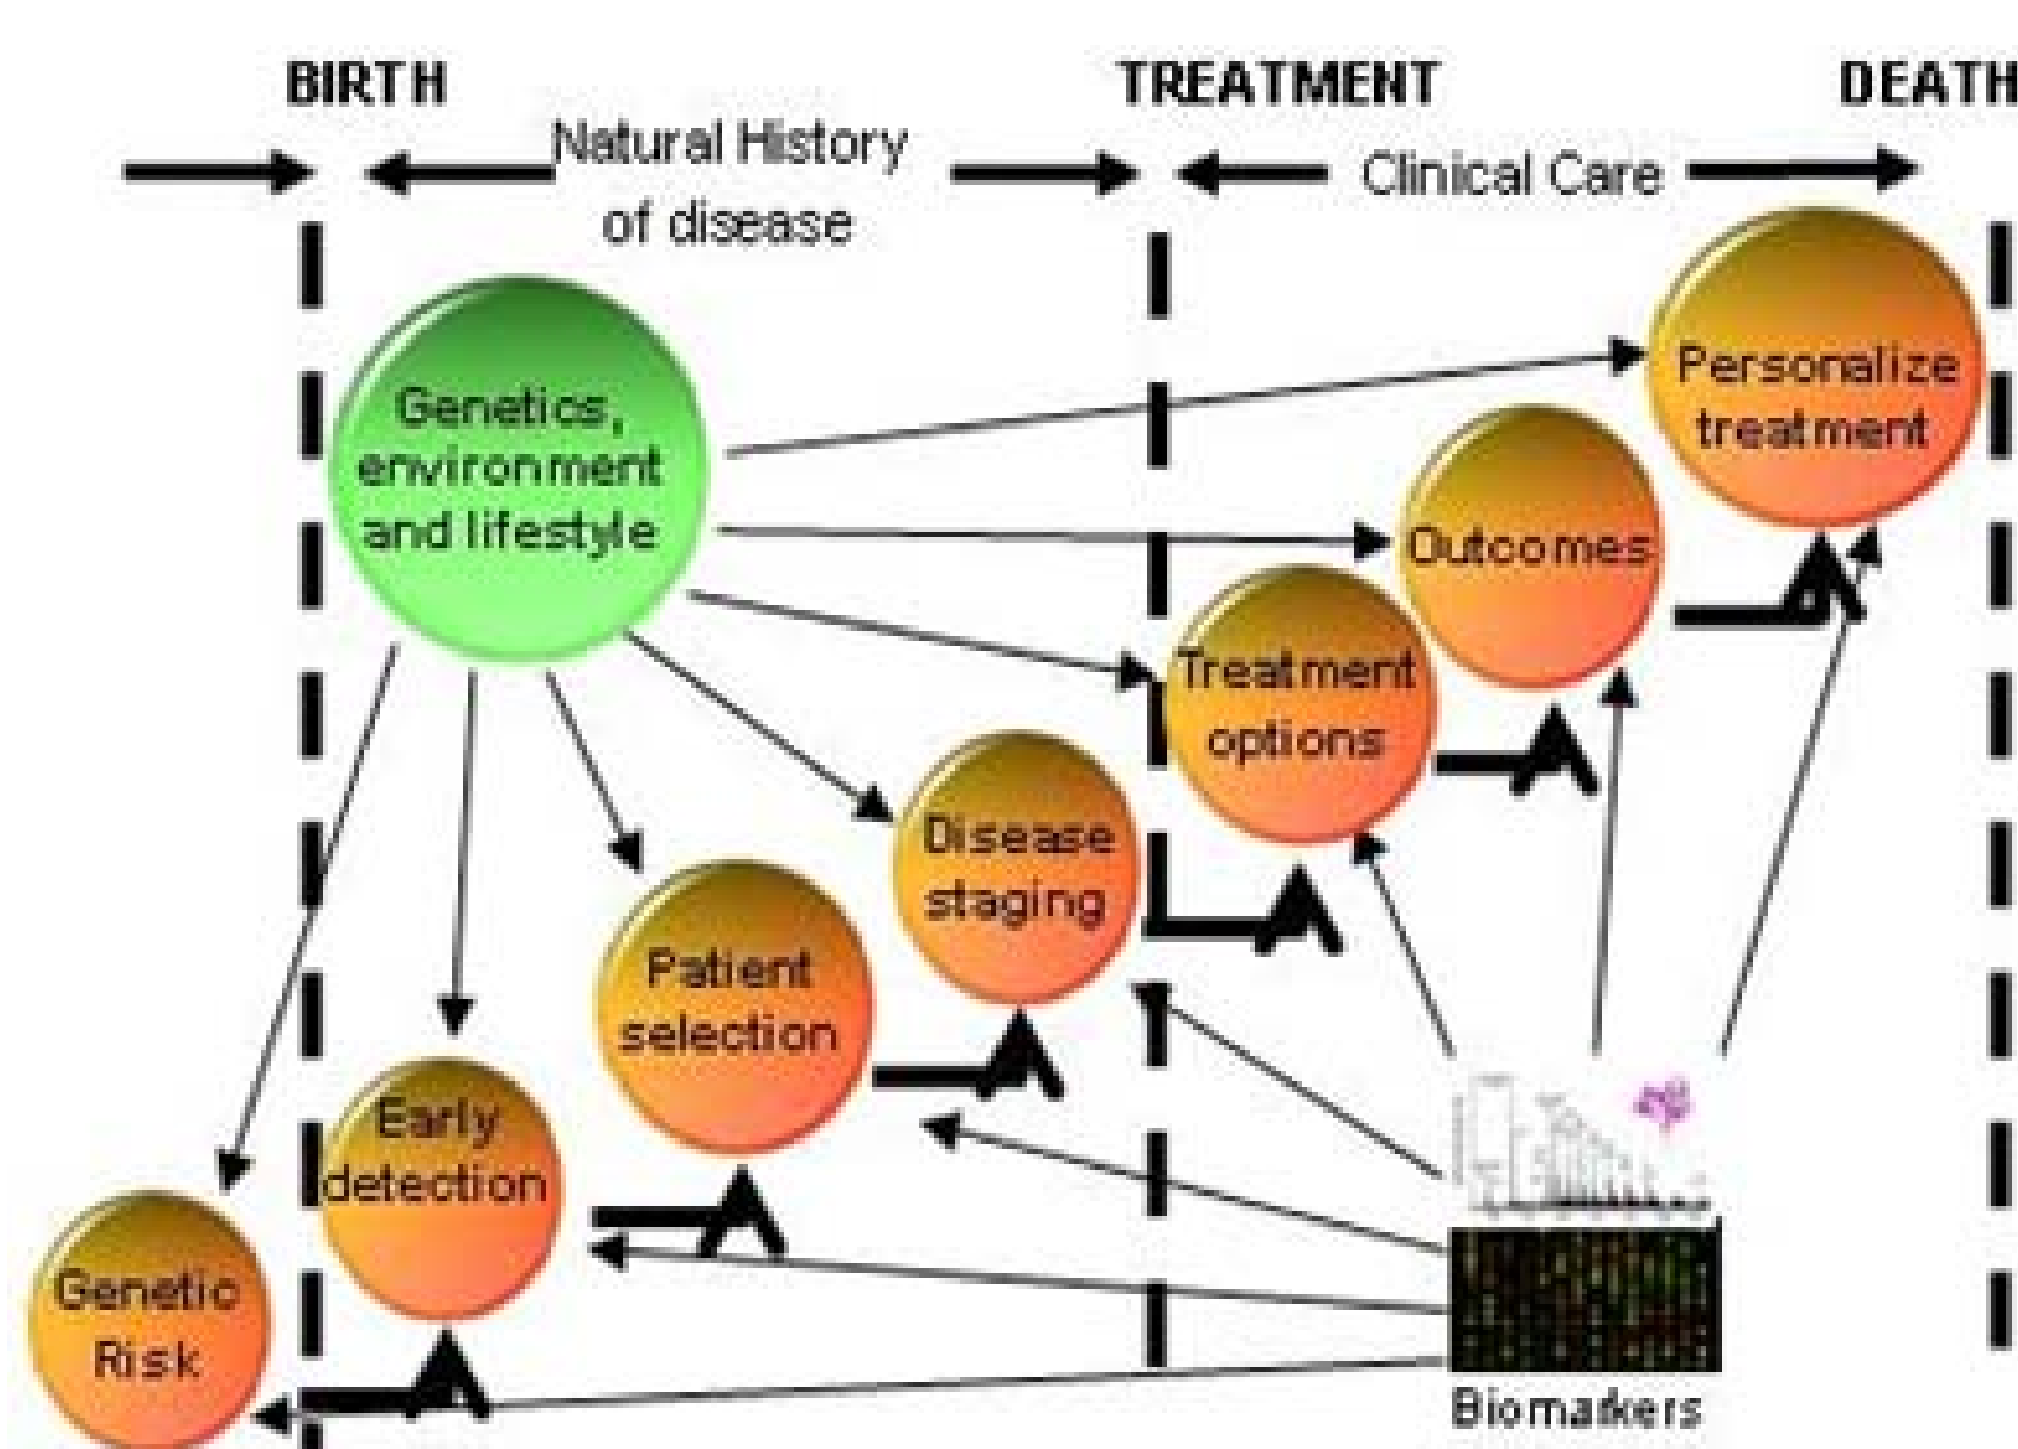 BIRTH
TREATMENT
DEATH
Natural History
of disease
Clinical Care
Genetics,
environment
and lifestyle
Personalize
treatment
Outcomes
Treatment
options
Disease
staging
Patient
selection
Early
detection
Genetic
Risk
Biomarkers